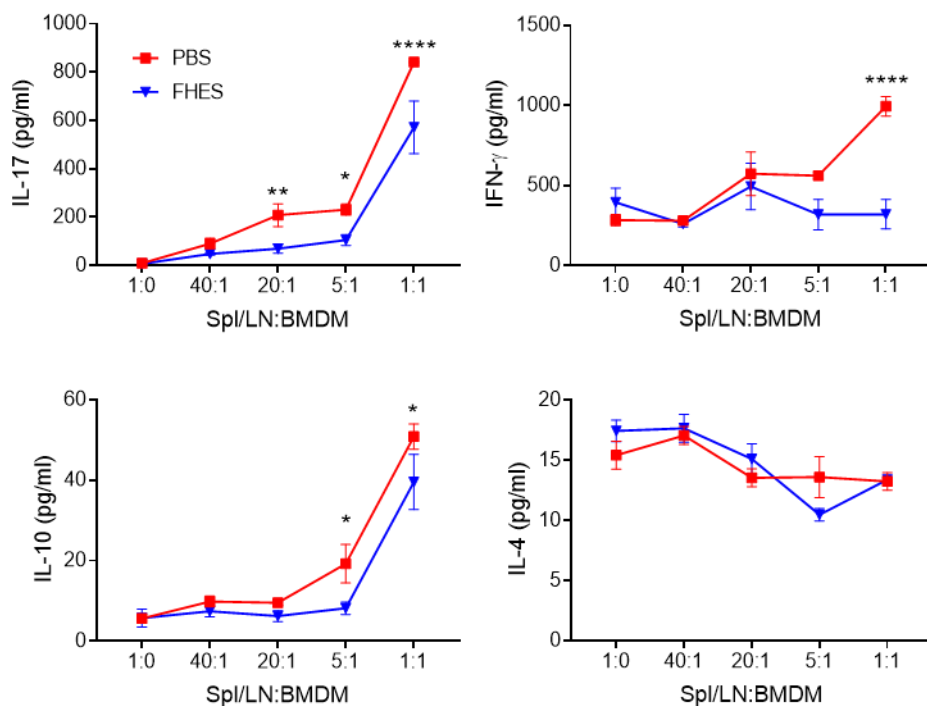 1000
800
600
400
200
0
IL-17 (pg/ml)
PBS
FHES
**
*
****
1:0 40:1 20:1 5:1 1:1
Spl/LN:BMDM
1500
1000
500
0
IFN-γ (pg/ml)
****
1:0 40:1 20:1 5:1 1:1
Spl/LN:BMDM
60
40
20
0
IL-10 (pg/ml)
*
*
1:0 40:1 20:1 5:1 1:1
Spl/LN:BMDM
20
15
10
5
0
IL-4 (pg/ml)
1:0 40:1 20:1 5:1 1:1
Spl/LN:BMDM